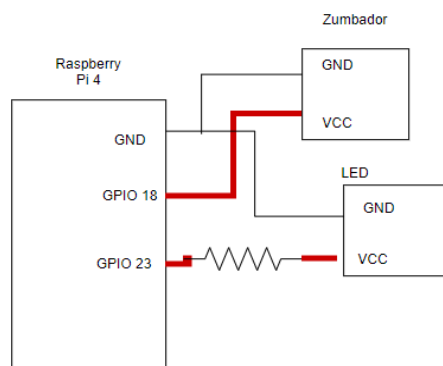 Zumbador
Raspberry
Pi 4
GND
VCC
GND
GPIO 18
LED
GND
GPIO 23
VCC